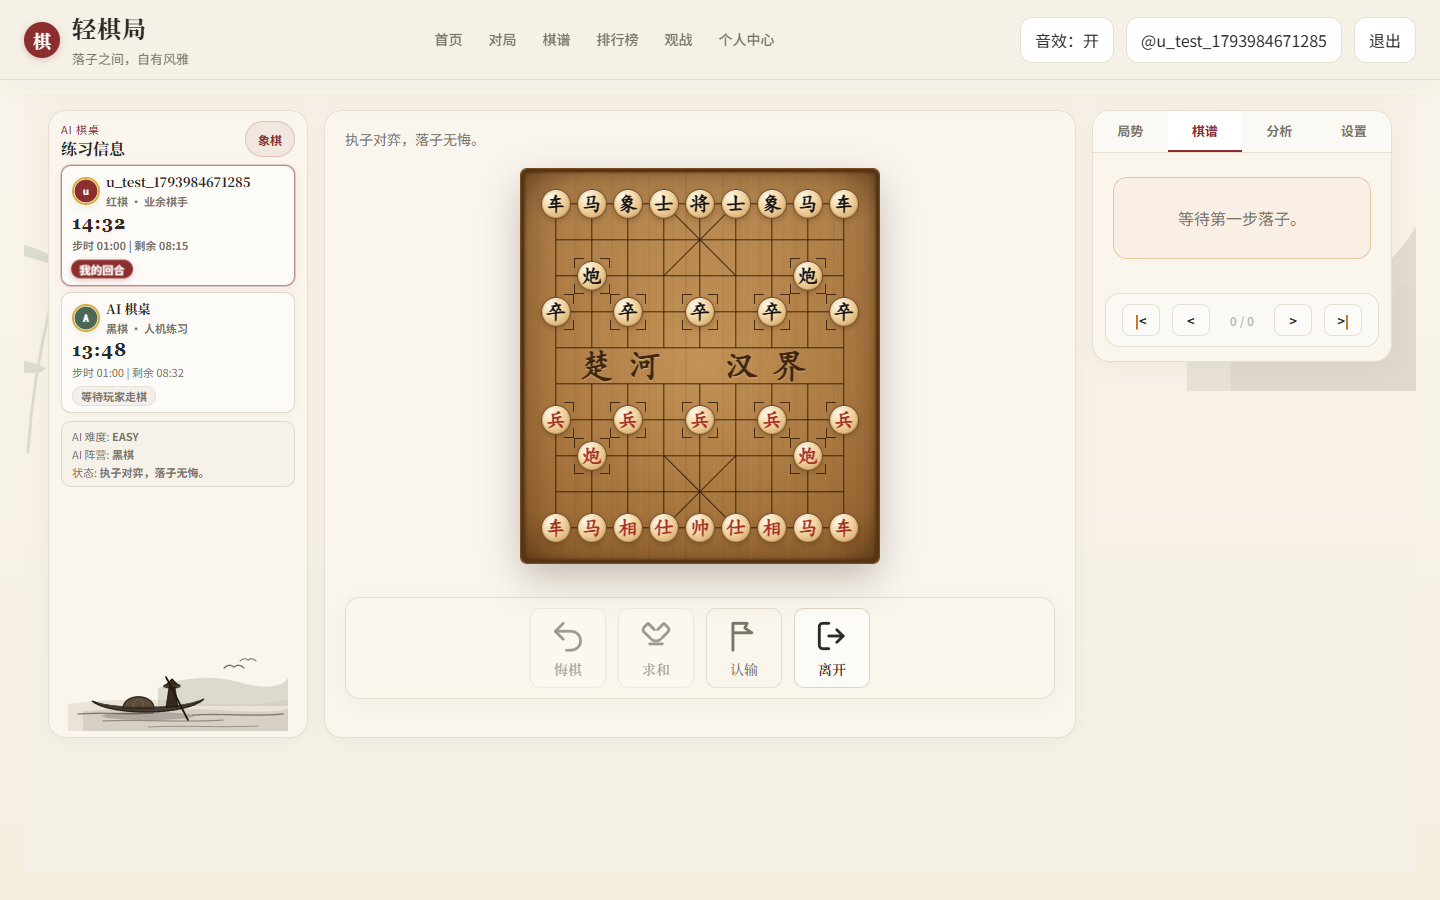 棋
轻棋局
落子之间，自有风雅
首页 对局 棋谱 排行榜 观战 个人中心
音效：开
@u_test_1793984671285
退出
AI 棋桌
练习信息
象棋
u
u_test_1793984671285
红棋 · 业余棋手
14:32
步时 01:00 | 剩余 08:15
我的回合
A
AI 棋桌
黑棋 · 人机练习
13:48
步时 01:00 | 剩余 08:32
等待玩家走棋
AI 难度: EASY
AI 阵营: 黑棋
状态: 执子对弈，落子无悔。
执子对弈，落子无悔。
车 马 象 士 将 士 象 马 车
炮 炮
卒 卒 卒 卒 卒
楚河 汉界
兵 兵 兵 兵 兵
炮 炮
车 马 相 仕 帅 仕 相 马 车
悔棋 求和 认输 离开
局势 棋谱 分析 设置
等待第一步落子。
|< < 0 / 0 > >|